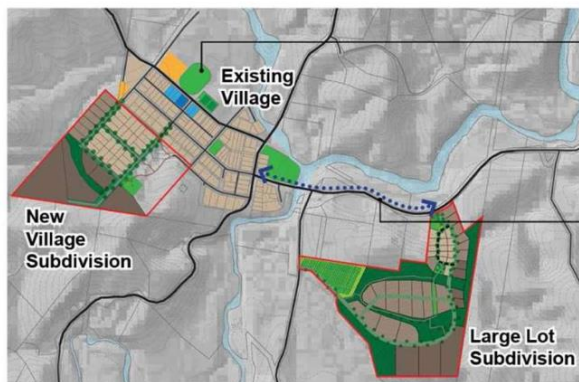 Existing
Village
New
Village
Subdivision
Large Lot
Subdivision